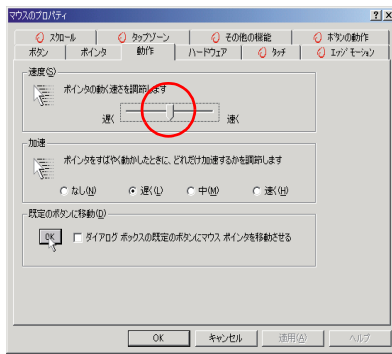 マウスのプロパティ
スクロール タップゾーン その他の機能 ボタンの動作
ボタン ポインタ 動作 ハードウェア タッチ エッジ モーション
速度(S)
ポインタの動く速さを調節します
遅く 速く
加速
ポインタをすばやく動かしたときに、どれだけ加速するかを調節します
なし(N) 遅く(L) 中(M) 速く(H)
既定のボタンに移動(D)
OK ダイアログ ボックスの既定のボタンにマウス ポインタを移動させる
OK キャンセル 適用(A) ヘルプ